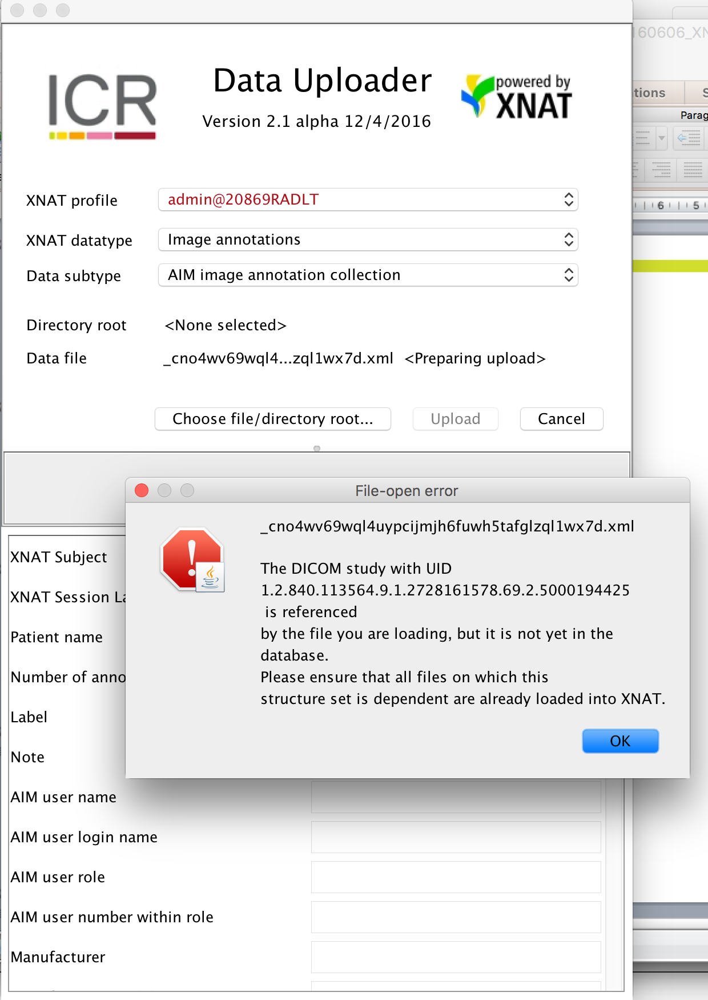 160606_XN
ICR
Data Uploader
Version 2.1 alpha 12/4/2016
powered by
XNAT
tions
S
Parag
XNAT profile
admin@20869RADLT
6
5
XNAT datatype
Image annotations
Data subtype
AIM image annotation collection
Directory root
<None selected>
Data file
_cno4wv69wql4...zql1wx7d.xml <Preparing upload>
Choose file/directory root...
Upload
Cancel
File-open error
_cno4wv69wql4uypcijmjh6fuwh5tafglzql1wx7d.xml
The DICOM study with UID
1.2.840.113564.9.1.2728161578.69.2.5000194425
is referenced
by the file you are loading, but it is not yet in the
database.
Please ensure that all files on which this
structure set is dependent are already loaded into XNAT.
OK
XNAT Subject
XNAT Session La
Patient name
Number of anno
Label
Note
AIM user name
AIM user login name
AIM user role
AIM user number within role
Manufacturer